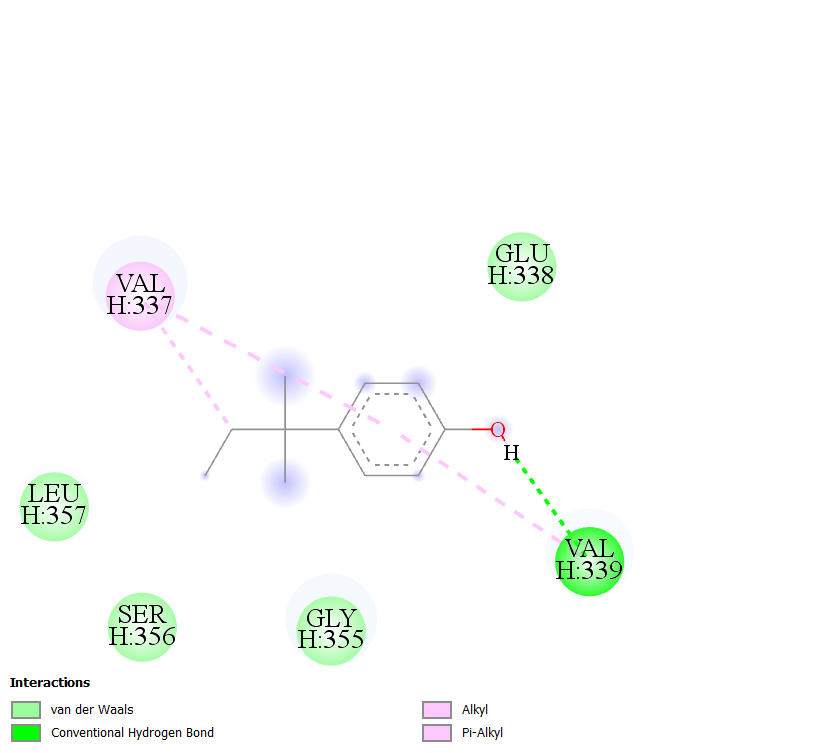 GLU
H:338
VAL
H:337
O
H
LEU
H:357
VAL
H:339
SER
H:356
GLY
H:355
Interactions
van der Waals
Conventional Hydrogen Bond
Alkyl
Pi-Alkyl